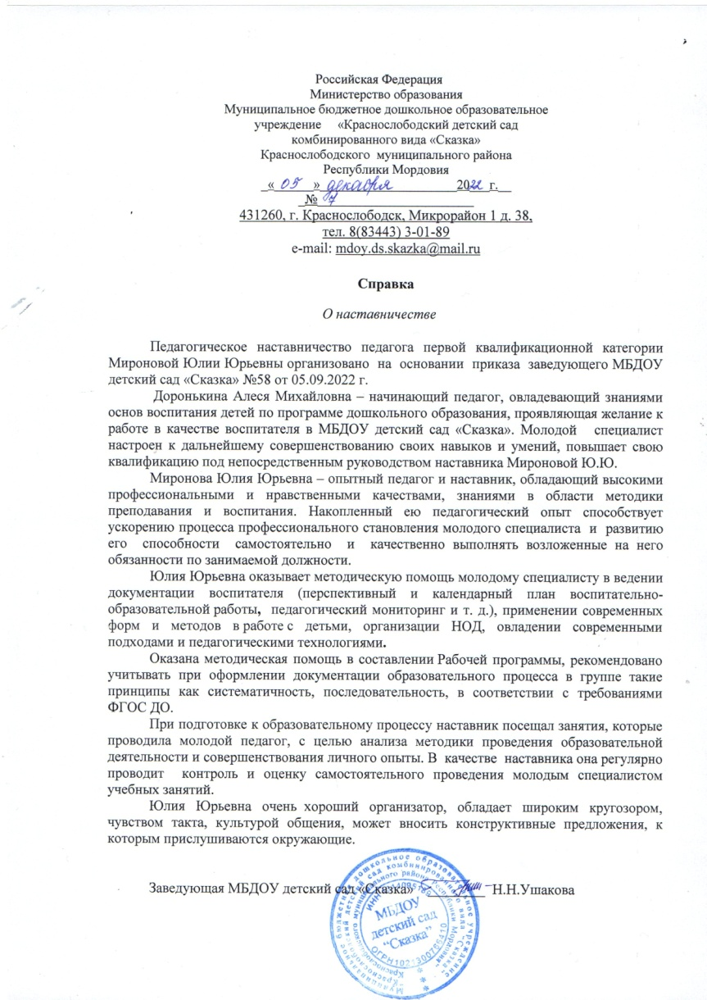 Российская Федерация
Министерство образования
Муниципальное бюджетное дошкольное образовательное
учреждение «Краснослободский детский сад
комбинированного вида «Сказка»
Краснослободского муниципального района
Республики Мордовия
« 05 » декабря 2022 г.
№ 7
431260, г. Краснослободск, Микрорайон 1 д. 38,
тел. 8(83443) 3-01-89
e-mail: mdoy.ds.skazka@mail.ru
Справка
О наставничестве
Педагогическое наставничество педагога первой квалификационной категории
Мироновой Юлии Юрьевны организовано на основании приказа заведующего МБДОУ
детский сад «Сказка» №58 от 05.09.2022 г.
Доронькина Алеся Михайловна – начинающий педагог, овладевающий знаниями
основ воспитания детей по программе дошкольного образования, проявляющая желание к
работе в качестве воспитателя в МБДОУ детский сад «Сказка». Молодой специалист
настроен к дальнейшему совершенствованию своих навыков и умений, повышает свою
квалификацию под непосредственным руководством наставника Мироновой Ю.Ю.
Миронова Юлия Юрьевна – опытный педагог и наставник, обладающий высокими
профессиональными и нравственными качествами, знаниями в области методики
преподавания и воспитания. Накопленный ею педагогический опыт способствует
ускорению процесса профессионального становления молодого специалиста и развитию
его способности самостоятельно и качественно выполнять возложенные на него
обязанности по занимаемой должности.
Юлия Юрьевна оказывает методическую помощь молодому специалисту в ведении
документации воспитателя (перспективный и календарный план воспитательно-
образовательной работы, педагогический мониторинг и т. д.), применении современных
форм и методов в работе с детьми, организации НОД, овладении современными
подходами и педагогическими технологиями.
Оказана методическая помощь в составлении Рабочей программы, рекомендовано
учитывать при оформлении документации образовательного процесса в группе такие
принципы как систематичность, последовательность, в соответствии с требованиями
ФГОС ДО.
При подготовке к образовательному процессу наставник посещал занятия, которые
проводила молодой педагог, с целью анализа методики проведения образовательной
деятельности и совершенствования личного опыты. В качестве наставника она регулярно
проводит контроль и оценку самостоятельного проведения молодым специалистом
учебных занятий.
Юлия Юрьевна очень хороший организатор, обладает широким кругозором,
чувством такта, культурой общения, может вносить конструктивные предложения, к
которым прислушиваются окружающие.
Заведующая МБДОУ детский сад «Сказка» Н.Н.Ушакова
МБДОУ
детский сад
"Сказка"